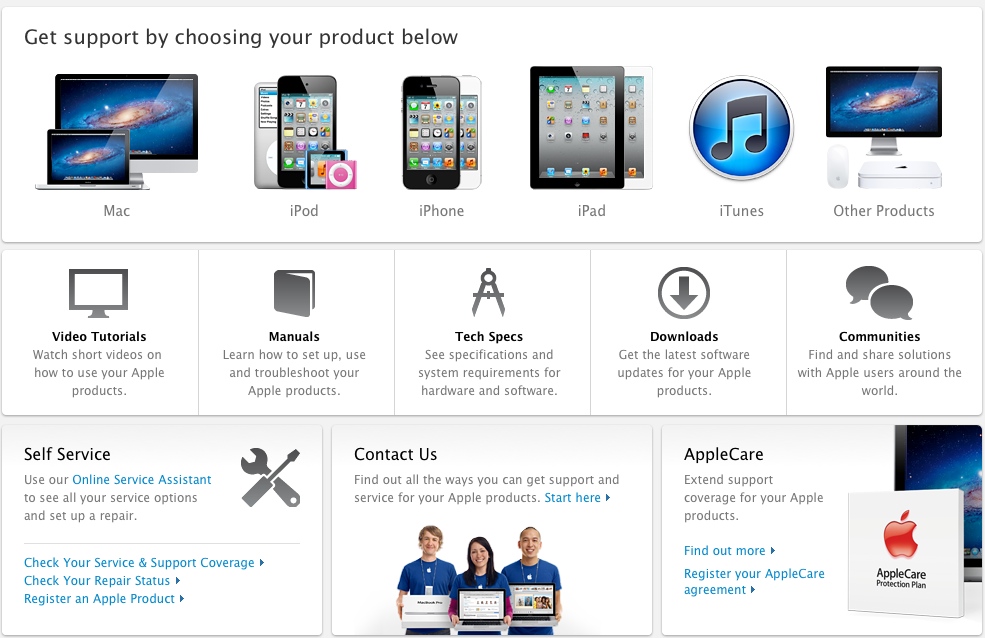 Get support by choosing your product below
Mac
iPod
iPhone
iPad
iTunes
Other Products
Video Tutorials
Watch short videos on
how to use your Apple
products.
Manuals
Learn how to set up, use
and troubleshoot your
Apple products.
Tech Specs
See specifications and
system requirements for
hardware and software.
Downloads
Get the latest software
updates for your Apple
products.
Communities
Find and share solutions
with Apple users around the
world.
Self Service
Use our Online Service Assistant
to see all your service options
and set up a repair.
Check Your Service & Support Coverage
Check Your Repair Status
Register an Apple Product
Contact Us
Find out all the ways you can get support and
service for your Apple products. Start here
MacBook Pro
AppleCare
Extend support
coverage for your Apple
products.
Find out more
Register your AppleCare
agreement
AppleCare
Protection Plan